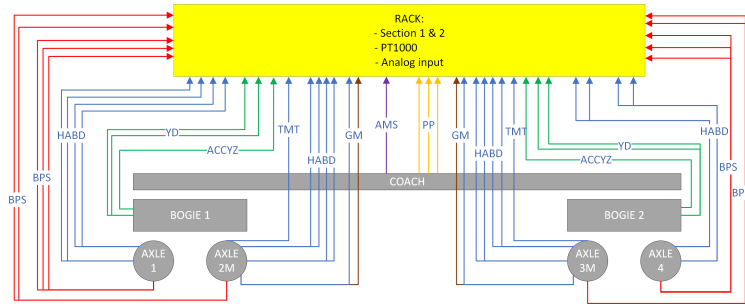 RACK:
- Section 1 & 2
- PT1000
- Analog input
HABD
YD
ACCYZ
TMT
HABD
GM
AMS
PP
GM
HABD
TMT
YD
ACCYZ
HABD
BPS
BPS
BPS
COACH
BOGIE 1
BOGIE 2
AXLE
1
AXLE
2M
AXLE
3M
AXLE
4